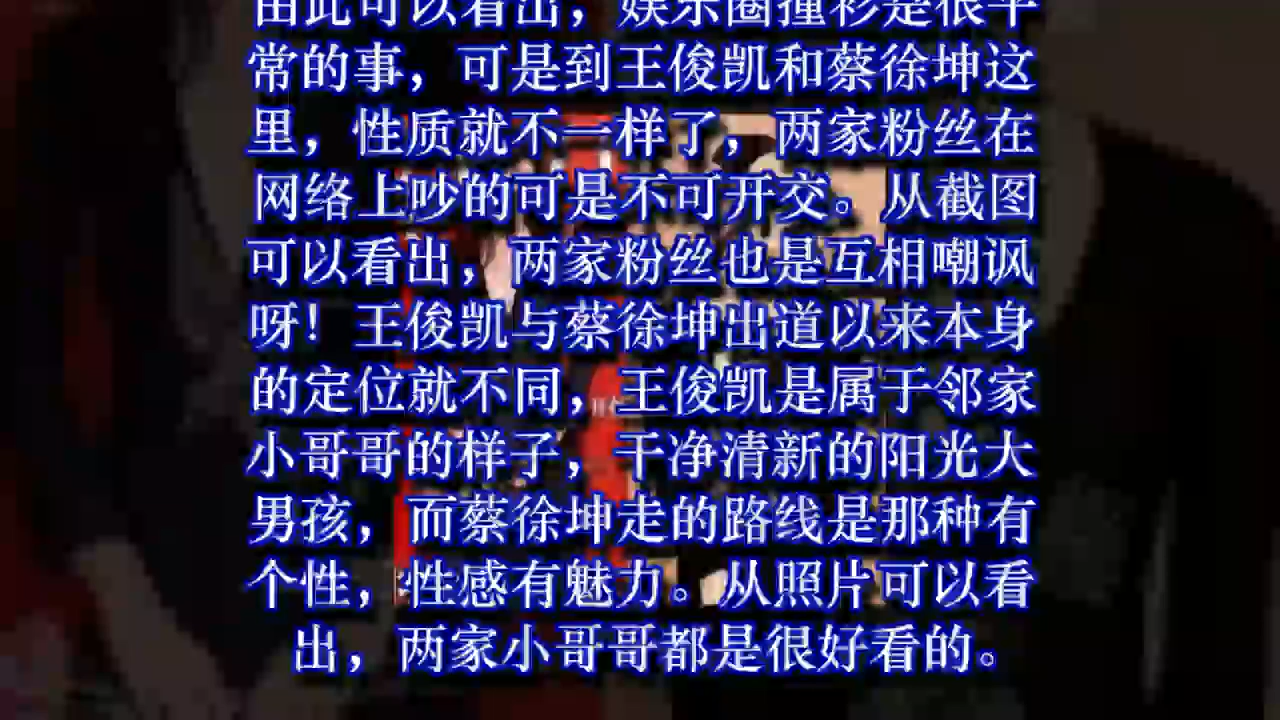 由此可以看出，娱乐圈撞衫是很平
常的事，可是到王俊凯和蔡徐坤这
里，性质就不一样了，两家粉丝在
网络上吵的可是不可开交。从截图
可以看出，两家粉丝也是互相嘲讽
呀！王俊凯与蔡徐坤出道以来本身
的定位就不同，王俊凯是属于邻家
小哥哥的样子，干净清新的阳光大
男孩，而蔡徐坤走的路线是那种有
个性，性感有魅力。从照片可以看
出，两家小哥哥都是很好看的。